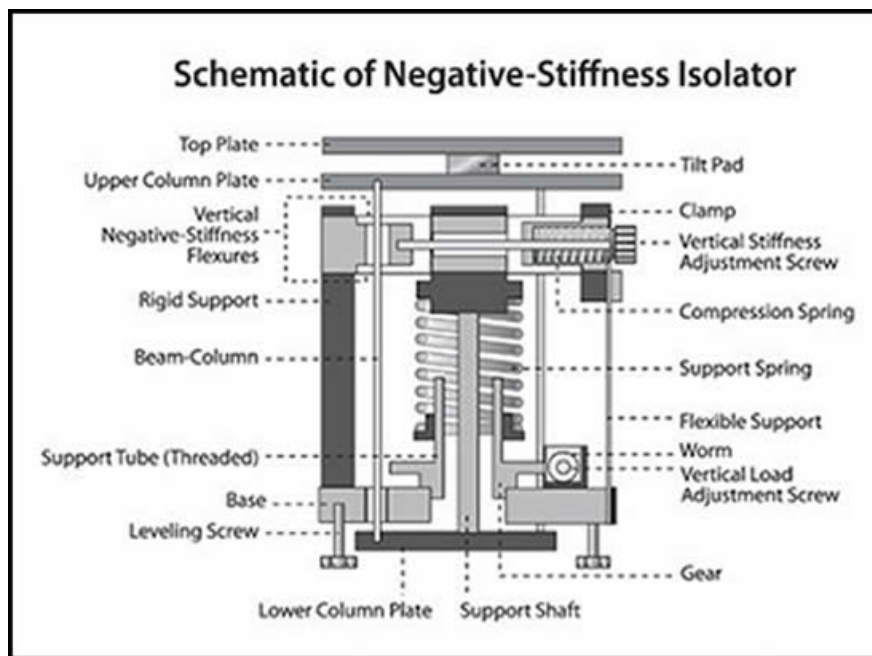 Schematic of Negative-Stiffness Isolator
Top Plate
Upper Column Plate
Vertical
Negative-Stiffness
Flexures
Rigid Support
Beam-Column
Support Tube (Threaded)
Base
Leveling Screw
Lower Column Plate
Support Shaft
Tilt Pad
Clamp
Vertical Stiffness
Adjustment Screw
Compression Spring
Support Spring
Flexible Support
Worm
Vertical Load
Adjustment Screw
Gear